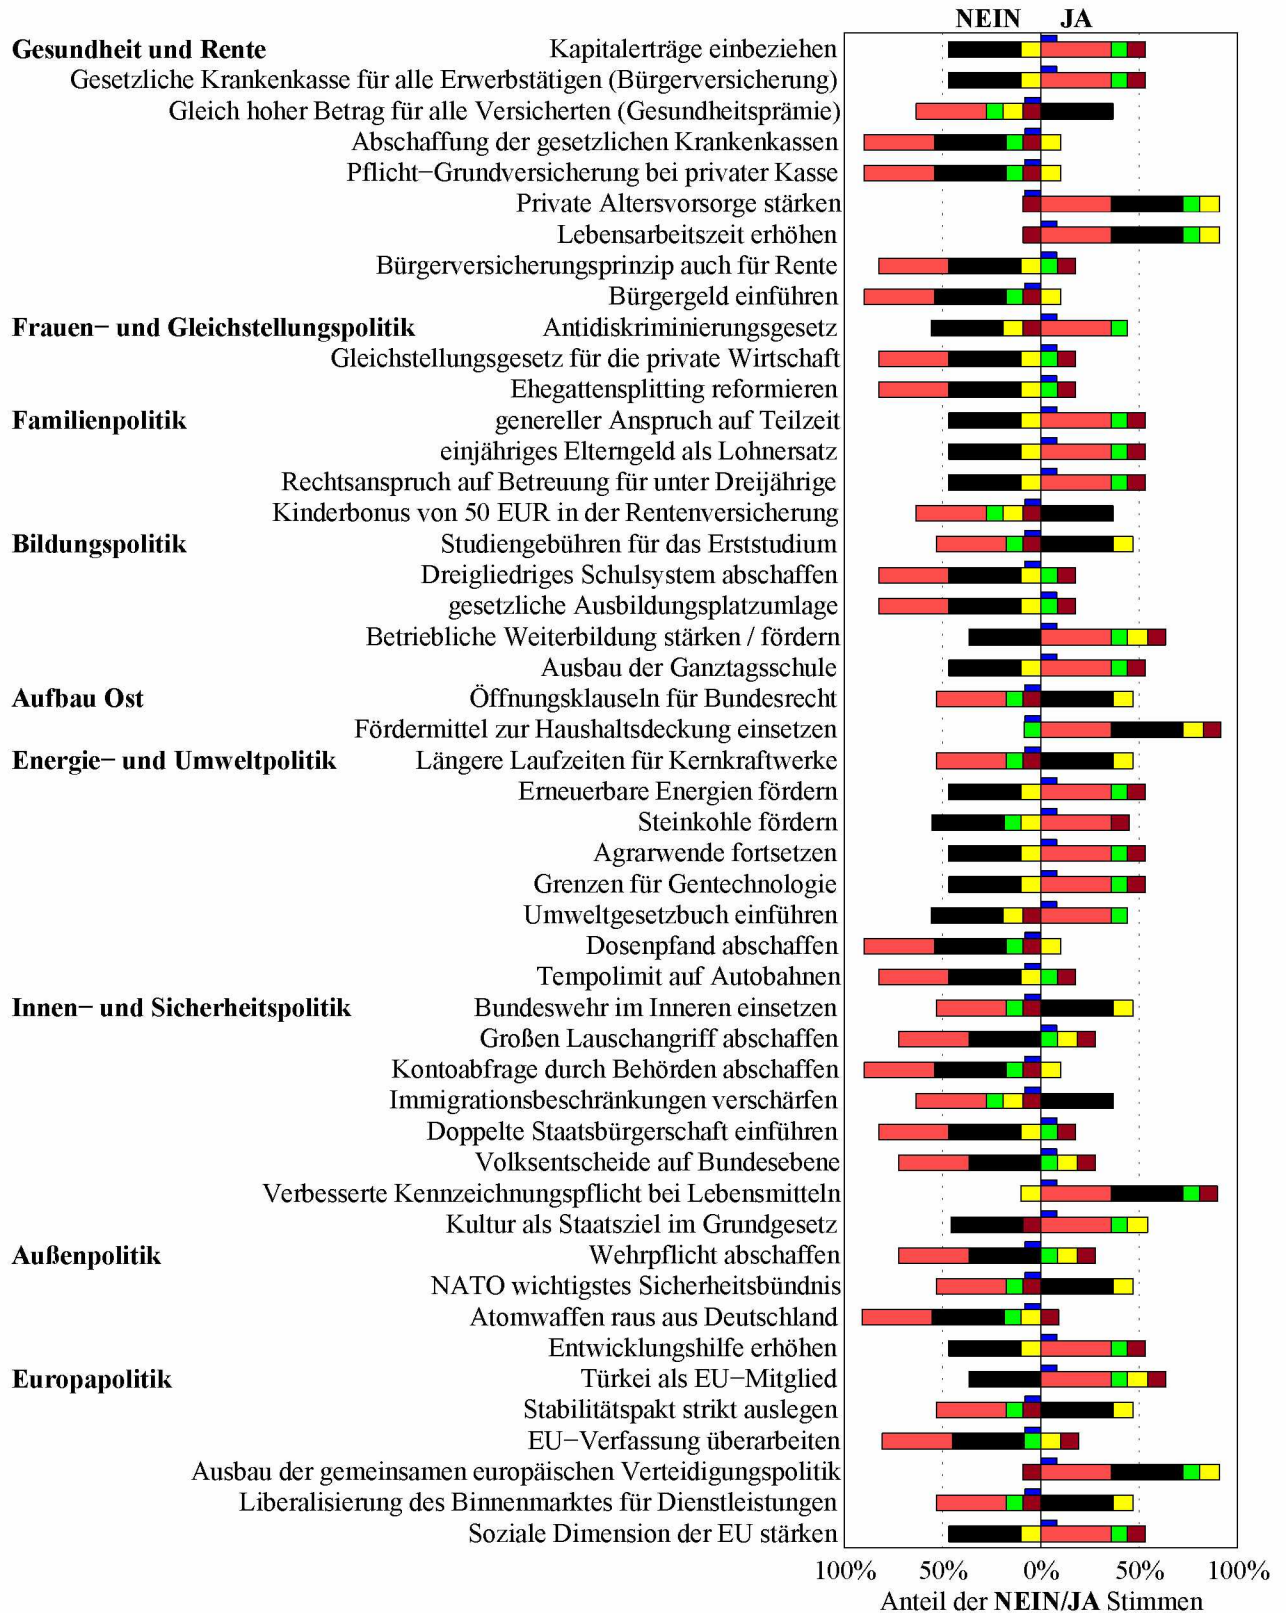 NEIN JA
Gesundheit und Rente Kapitalerträge einbeziehen
Gesetzliche Krankenkasse für alle Erwerbstätigen (Bürgerversicherung)
Gleich hoher Betrag für alle Versicherten (Gesundheitsprämie)
Abschaffung der gesetzlichen Krankenkassen
Pflicht−Grundversicherung bei privater Kasse
Private Altersvorsorge stärken
Lebensarbeitszeit erhöhen
Bürgerversicherungsprinzip auch für Rente
Bürgergeld einführen
Frauen− und Gleichstellungspolitik Antidiskriminierungsgesetz
Gleichstellungsgesetz für die private Wirtschaft
Ehegattensplitting reformieren
Familienpolitik genereller Anspruch auf Teilzeit
einjähriges Elterngeld als Lohnersatz
Rechtsanspruch auf Betreuung für unter Dreijährige
Kinderbonus von 50 EUR in der Rentenversicherung
Bildungspolitik Studiengebühren für das Erststudium
Dreigliedriges Schulsystem abschaffen
gesetzliche Ausbildungsplatzumlage
Betriebliche Weiterbildung stärken / fördern
Ausbau der Ganztagsschule
Aufbau Ost Öffnungsklauseln für Bundesrecht
Fördermittel zur Haushaltsdeckung einsetzen
Energie− und Umweltpolitik Längere Laufzeiten für Kernkraftwerke
Erneuerbare Energien fördern
Steinkohle fördern
Agrarwende fortsetzen
Grenzen für Gentechnologie
Umweltgesetzbuch einführen
Dosenpfand abschaffen
Tempolimit auf Autobahnen
Innen− und Sicherheitspolitik Bundeswehr im Inneren einsetzen
Großen Lauschangriff abschaffen
Kontoabfrage durch Behörden abschaffen
Immigrationsbeschränkungen verschärfen
Doppelte Staatsbürgerschaft einführen
Volksentscheide auf Bundesebene
Verbesserte Kennzeichnungspflicht bei Lebensmitteln
Kultur als Staatsziel im Grundgesetz
Außenpolitik Wehrpflicht abschaffen
NATO wichtigstes Sicherheitsbündnis
Atomwaffen raus aus Deutschland
Entwicklungshilfe erhöhen
Europapolitik Türkei als EU−Mitglied
Stabilitätspakt strikt auslegen
EU−Verfassung überarbeiten
Ausbau der gemeinsamen europäischen Verteidigungspolitik
Liberalisierung des Binnenmarktes für Dienstleistungen
Soziale Dimension der EU stärken
100% 50% 0% 50% 100%
Anteil der NEIN/JA Stimmen